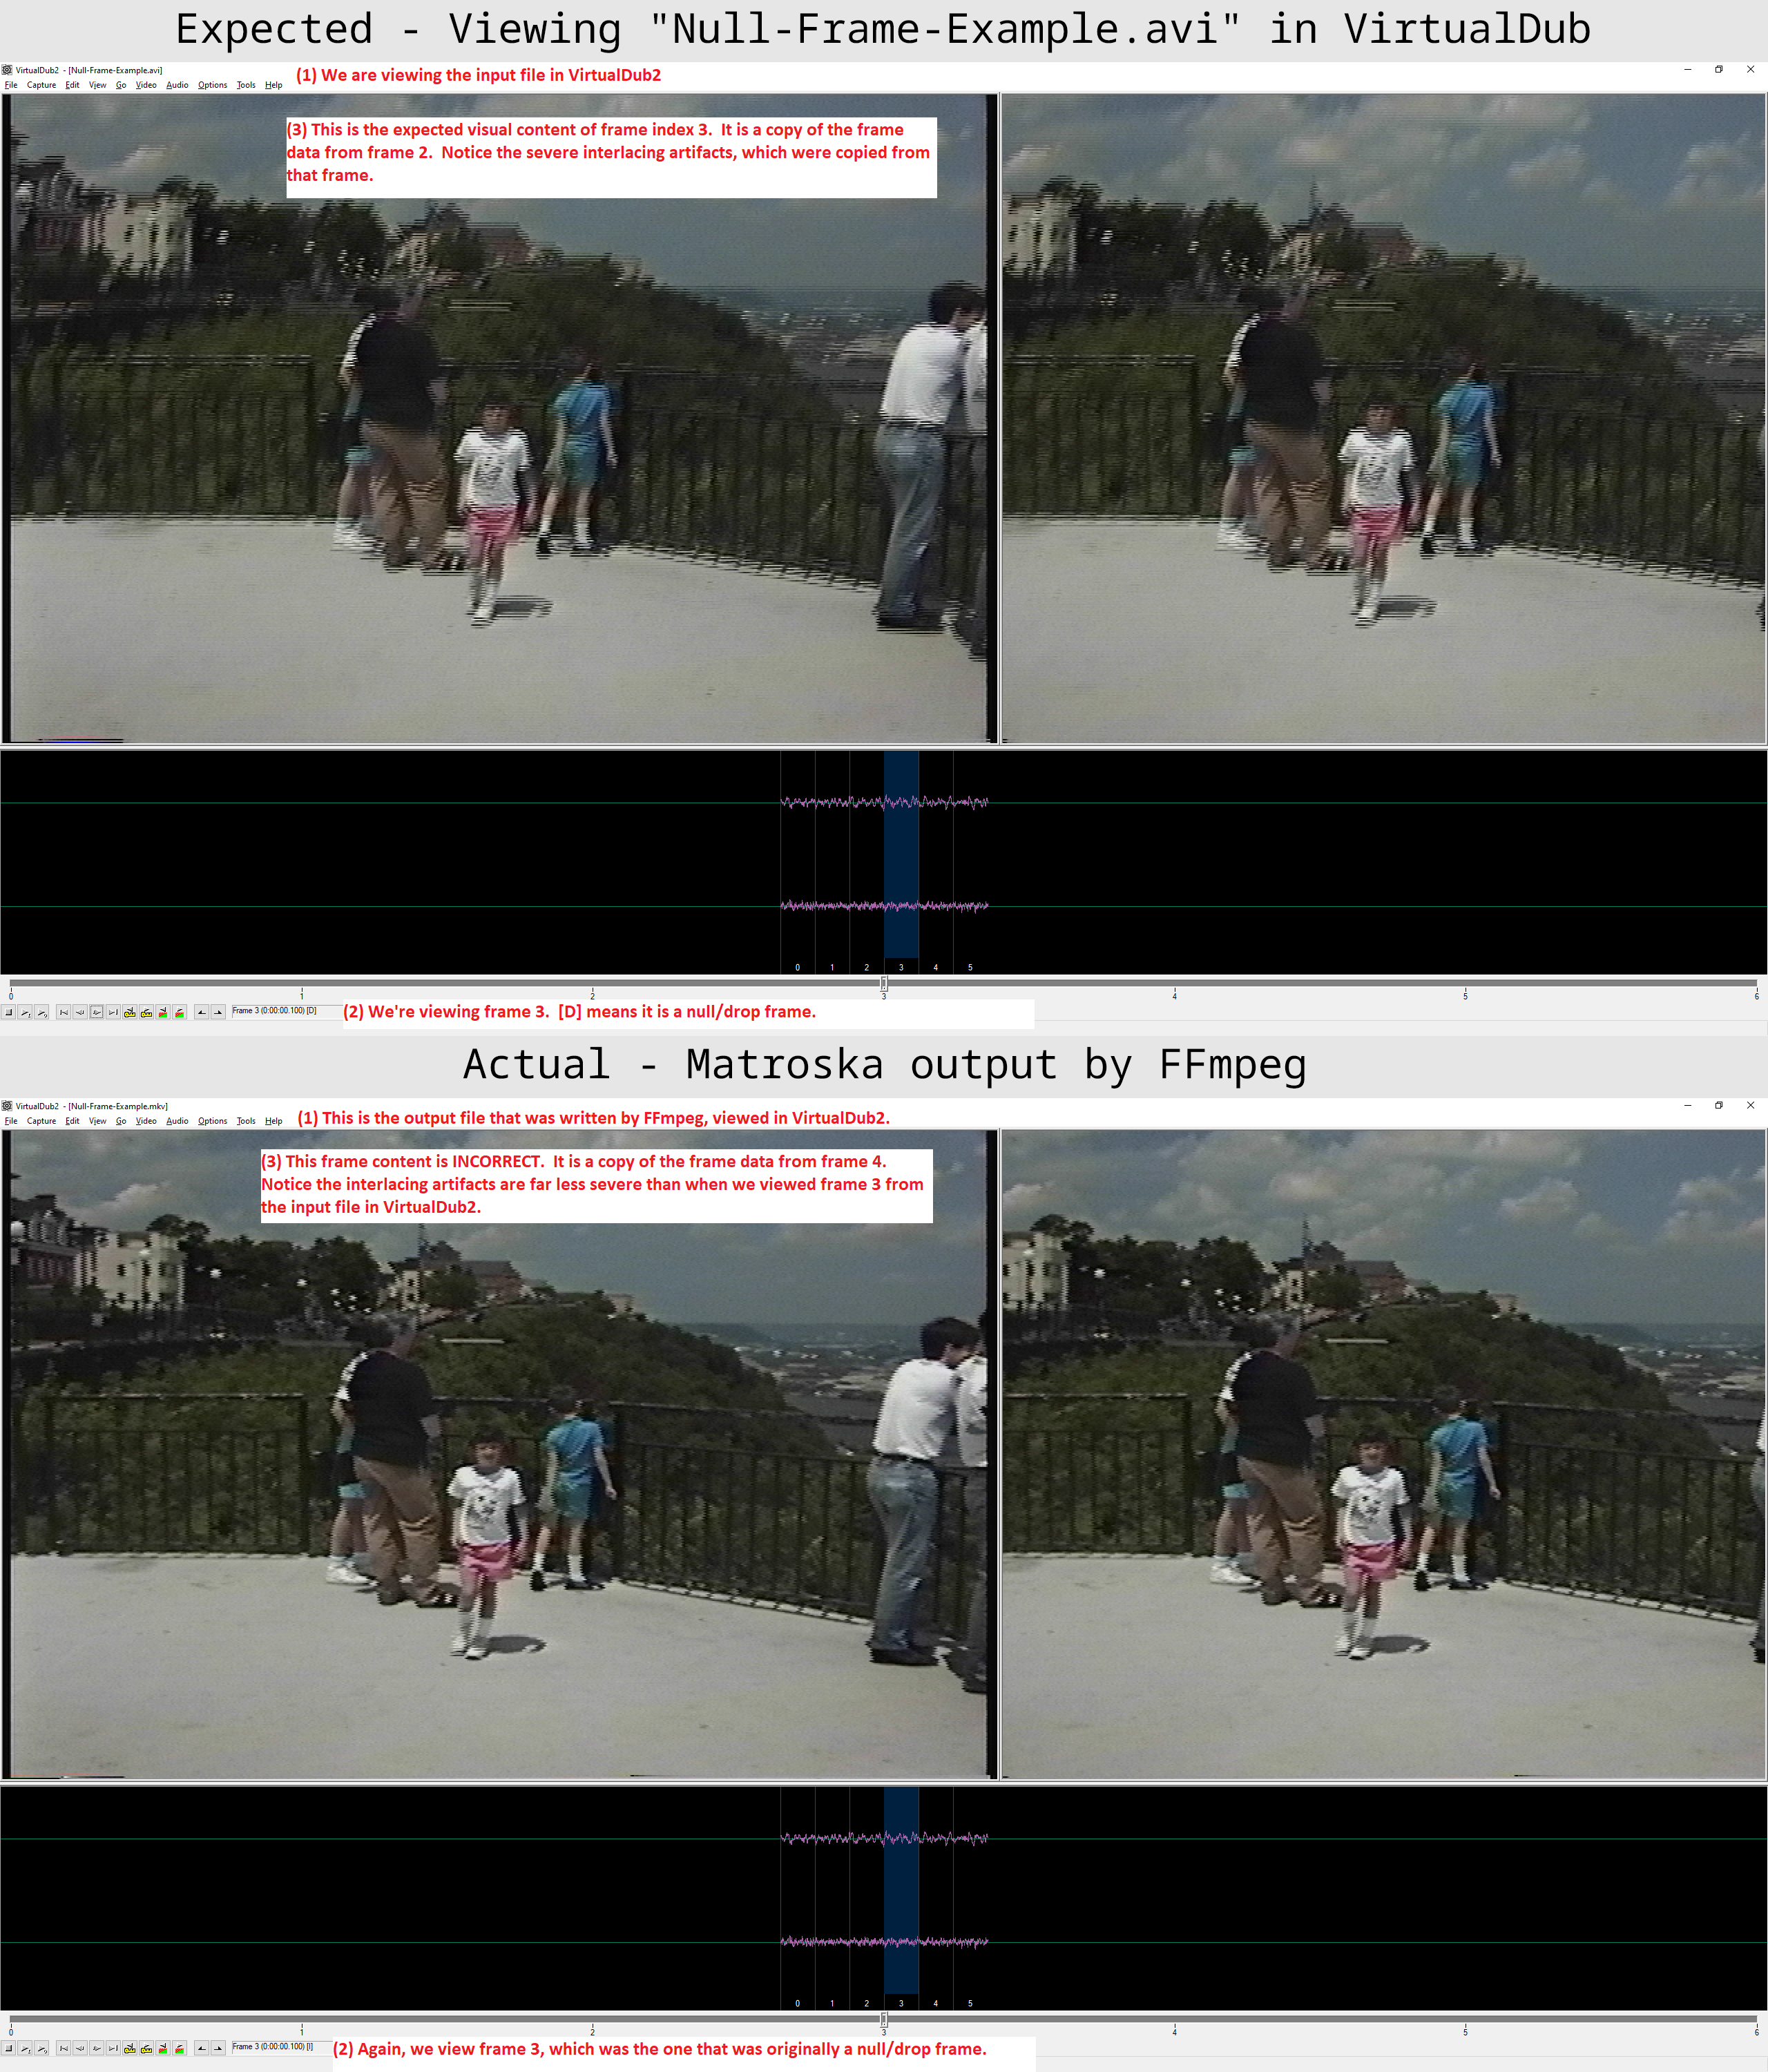 Expected - Viewing "Null-Frame-Example.avi" in VirtualDub
VirtualDub2 - [Null-Frame-Example.avi]
(1) We are viewing the input file in VirtualDub2
File Capture Edit View Go Video Audio Options Tools Help
(3) This is the expected visual content of frame index 3. It is a copy of the frame
data from frame 2. Notice the severe interlacing artifacts, which were copied from
that frame.
0 1 2 3 4 5
0 1 2 3 4 5 6
Frame 3 (0:00:00.100) [D]
(2) We're viewing frame 3. [D] means it is a null/drop frame.
Actual - Matroska output by FFmpeg
VirtualDub2 - [Null-Frame-Example.mkv]
(1) This is the output file that was written by FFmpeg, viewed in VirtualDub2.
File Capture Edit View Go Video Audio Options Tools Help
(3) This frame content is INCORRECT. It is a copy of the frame data from frame 4.
Notice the interlacing artifacts are far less severe than when we viewed frame 3 from
the input file in VirtualDub2.
0 1 2 3 4 5
0 1 2 3 4 5 6
Frame 3 (0:00:00.100) [I]
(2) Again, we view frame 3, which was the one that was originally a null/drop frame.